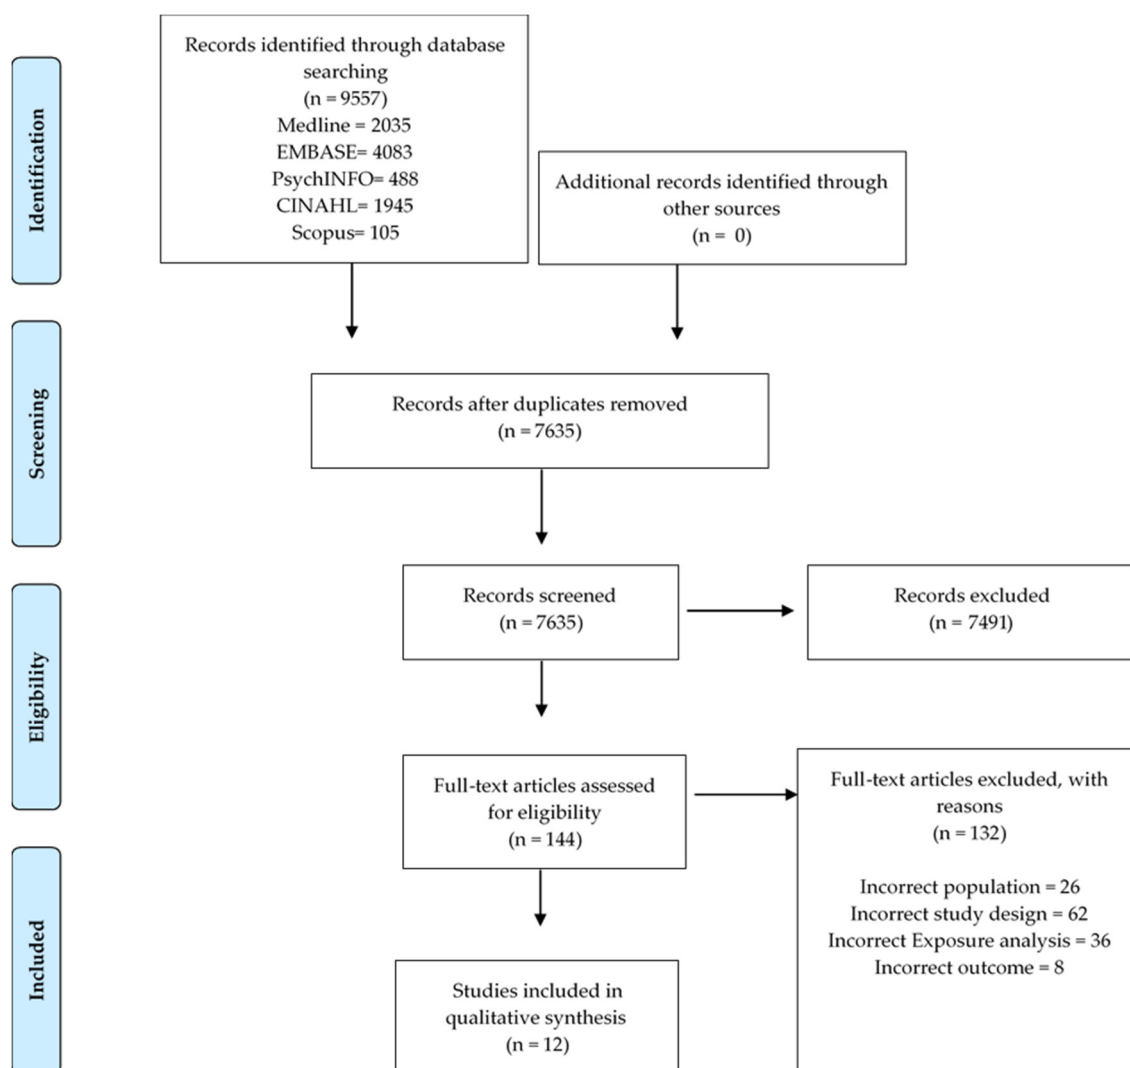 Identification
Records identified through database
searching
(n = 9557)
Medline = 2035
EMBASE= 4083
PsychINFO= 488
CINAHL= 1945
Scopus= 105
Additional records identified through
other sources
(n = 0)
Screening
Records after duplicates removed
(n = 7635)
Eligibility
Records screened
(n = 7635)
Records excluded
(n = 7491)
Full-text articles assessed
for eligibility
(n = 144)
Full-text articles excluded, with
reasons
(n = 132)
Incorrect population = 26
Incorrect study design = 62
Incorrect Exposure analysis = 36
Incorrect outcome = 8
Included
Studies included in
qualitative synthesis
(n = 12)